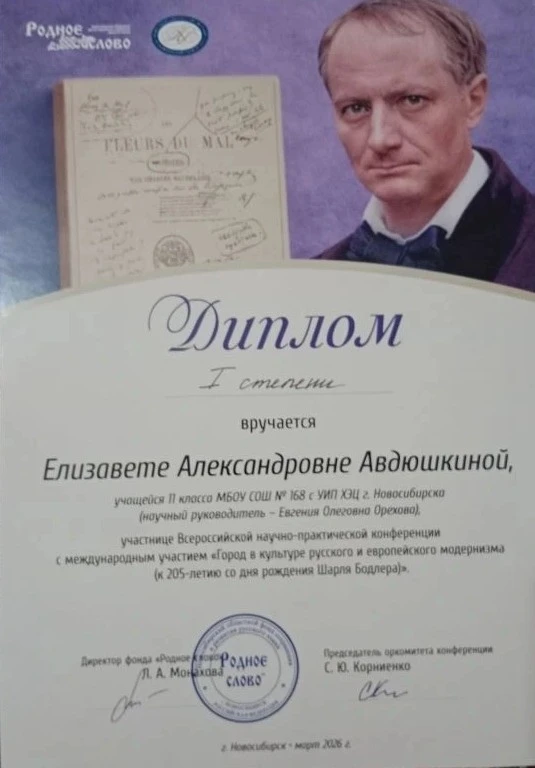 Родное
слово
FLEURS DU MAL
Диплом
I степени
вручается
Елизавете Александровне Авдюшкиной,
учащейся 11 класса МБОУ СОШ № 168 с УИП ХЭЦ г. Новосибирска
(научный руководитель – Евгения Олеговна Орехова),
участнице Всероссийской научно-практической конференции
с международным участием «Город в культуре русского и европейского модернизма
(к 205-летию со дня рождения Шарля Бодлера)».
Директор фонда «Родное слово»
Л. А. Монахова
Родное
слово
Председатель оркомитета конференции
С. Ю. Корниенко
г. Новосибирск • март 2026 г.